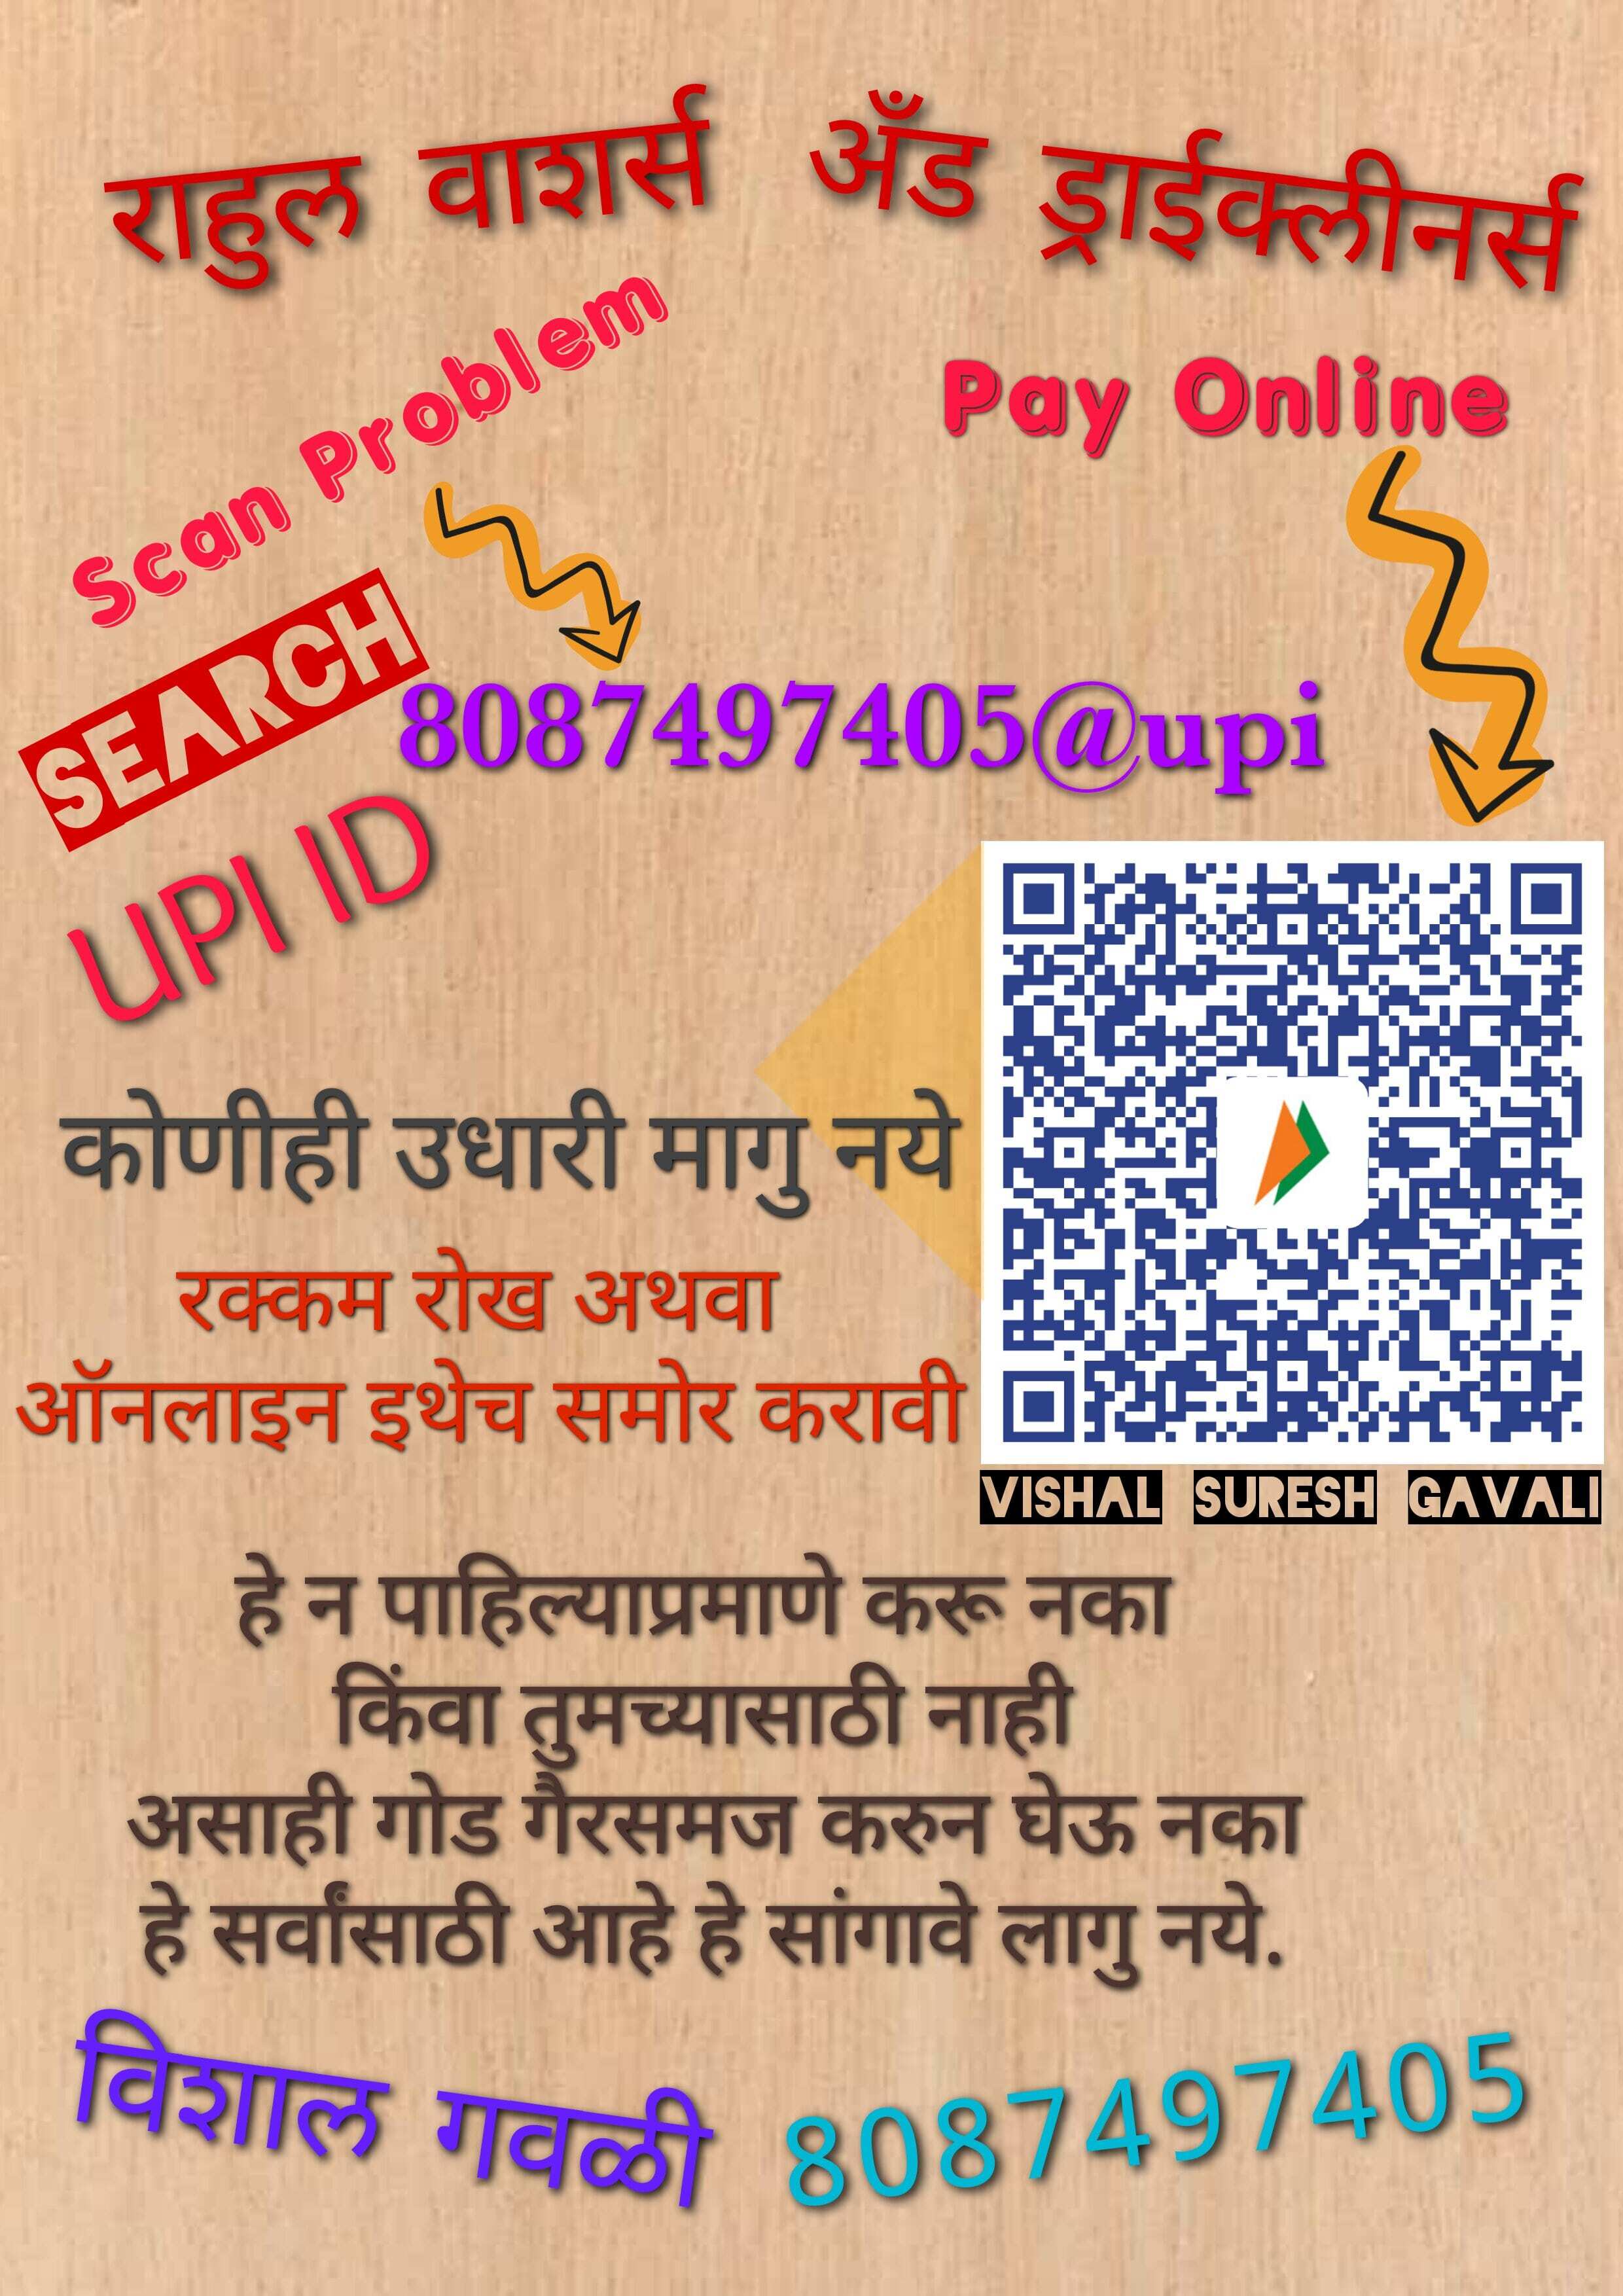 राहुल वाशर्स अँड ड्राईक्लीनर्स
Scan Problem
Pay Online
SEARCH
8087497405@upi
UPI ID
कोणीही उधारी मागु नये
रक्कम रोख अथवा
ऑनलाइन इथेच समोर करावी
VISHAL SURESH GAVALI
हे न पाहिल्याप्रमाणे करू नका
किंवा तुमच्यासाठी नाही
असाही गोड गैरसमज करुन घेऊ नका
हे सर्वांसाठी आहे हे सांगावे लागु नये.
विशाल गवळी 8087497405